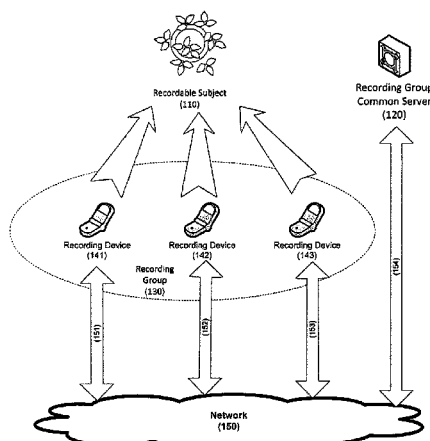 Recordable Subject
(110)
Recording Group
Common Server
(120)
Recording Device
(141)
Recording Device
(142)
Recording Device
(143)
Recording
Group
(130)
(151)
(152)
(153)
(154)
Network
(150)